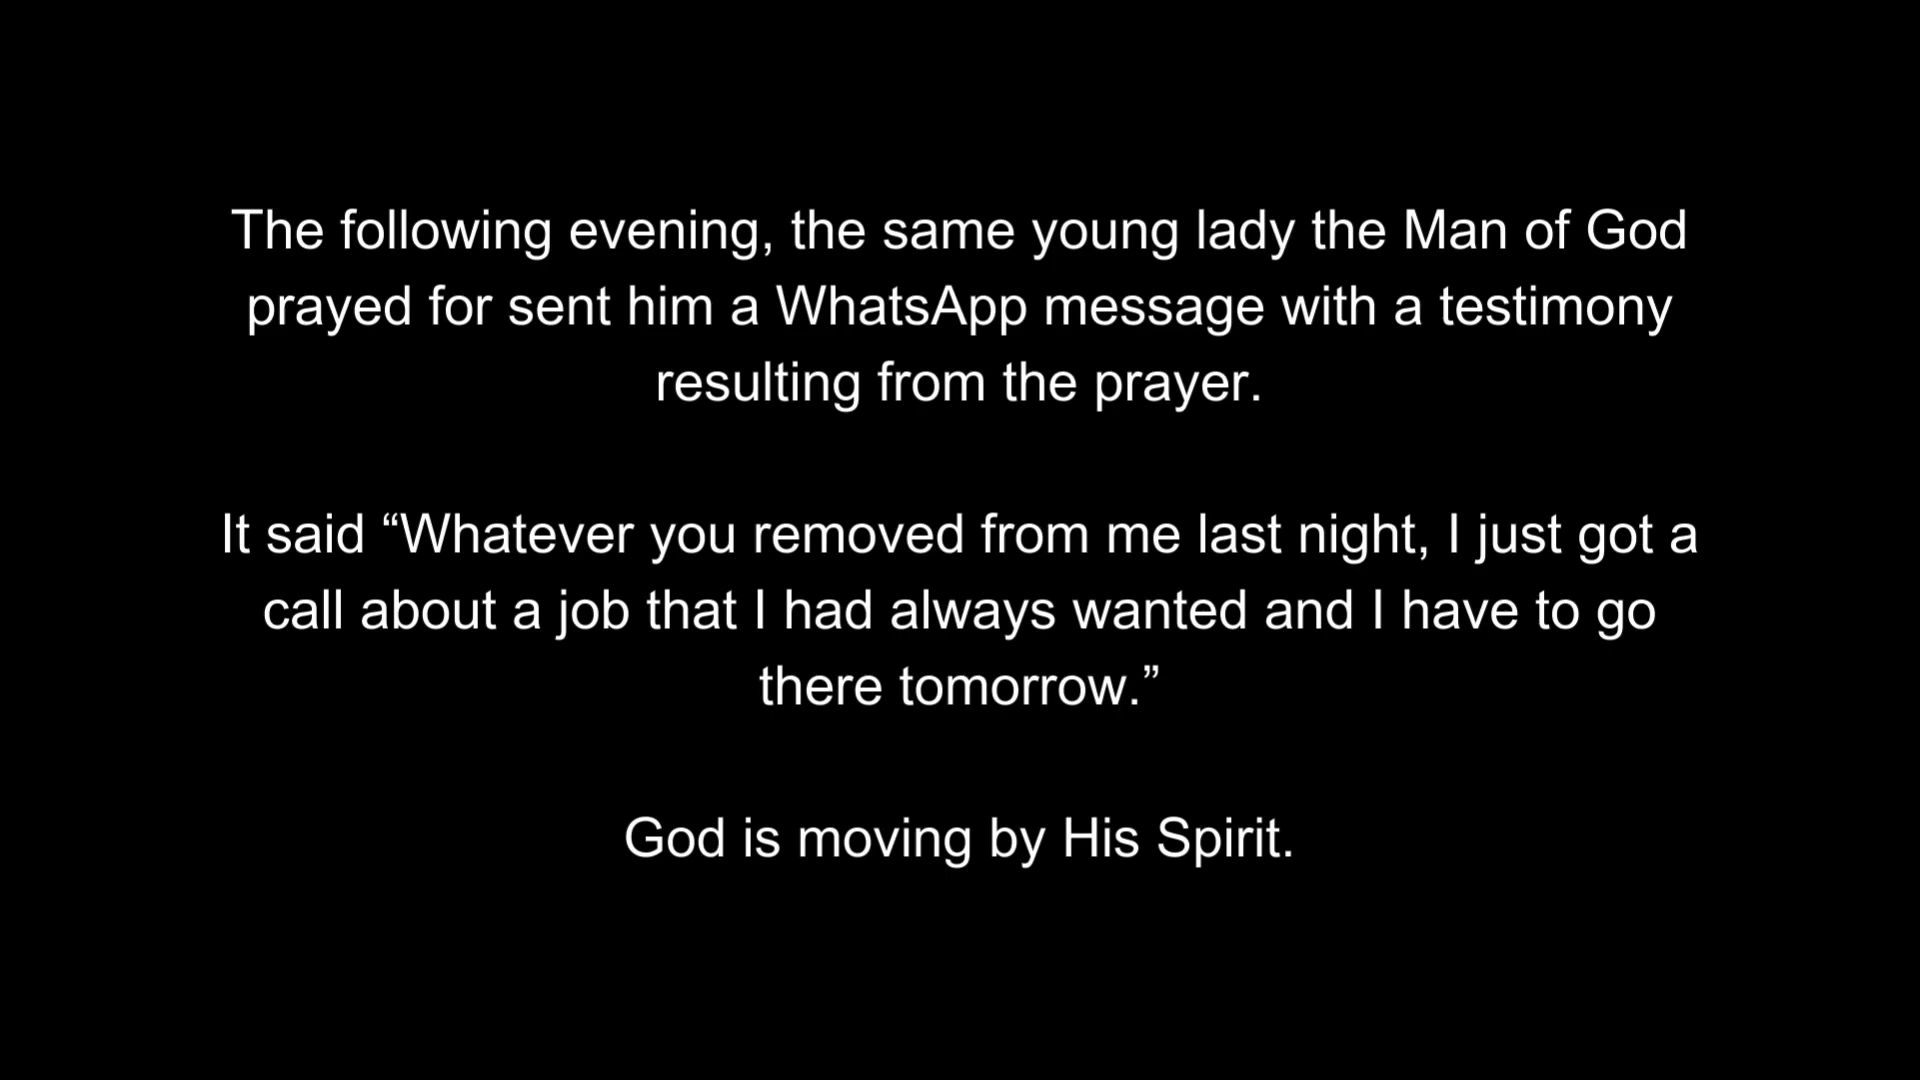 The following evening, the same young lady the Man of God
prayed for sent him a WhatsApp message with a testimony
resulting from the prayer.
It said “Whatever you removed from me last night, I just got a
call about a job that I had always wanted and I have to go
there tomorrow.”
God is moving by His Spirit.